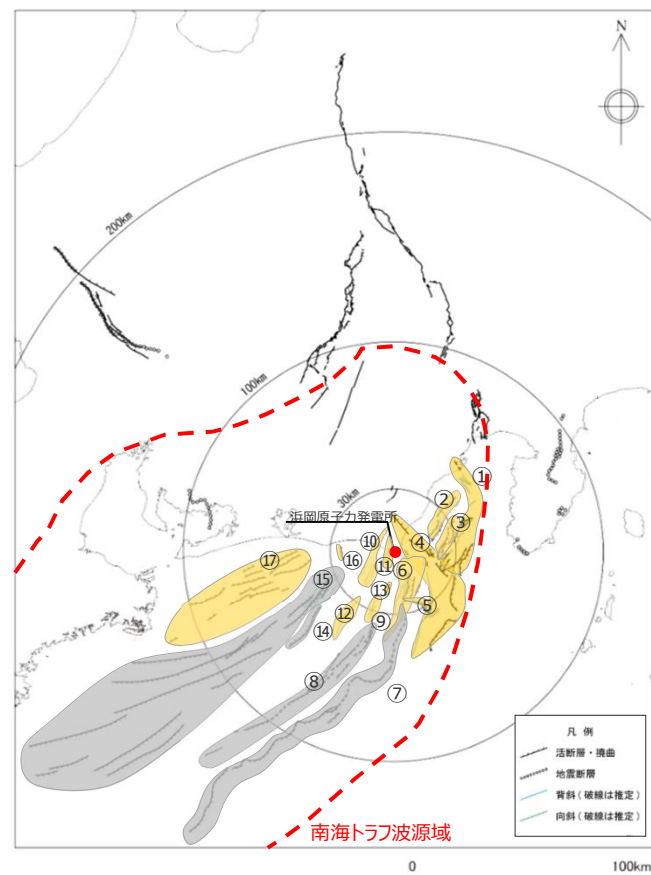 N
200km
100km
30km
浜岡原子力発電所
①
②
③
④
⑤
⑥
⑦
⑧
⑨
⑩
⑪
⑫
⑬
⑭
⑮
⑯
⑰
凡 例
活断層・撓曲
地震断層
背斜(破線は推定)
向斜(破線は推定)
南海トラフ波源域
0 100km